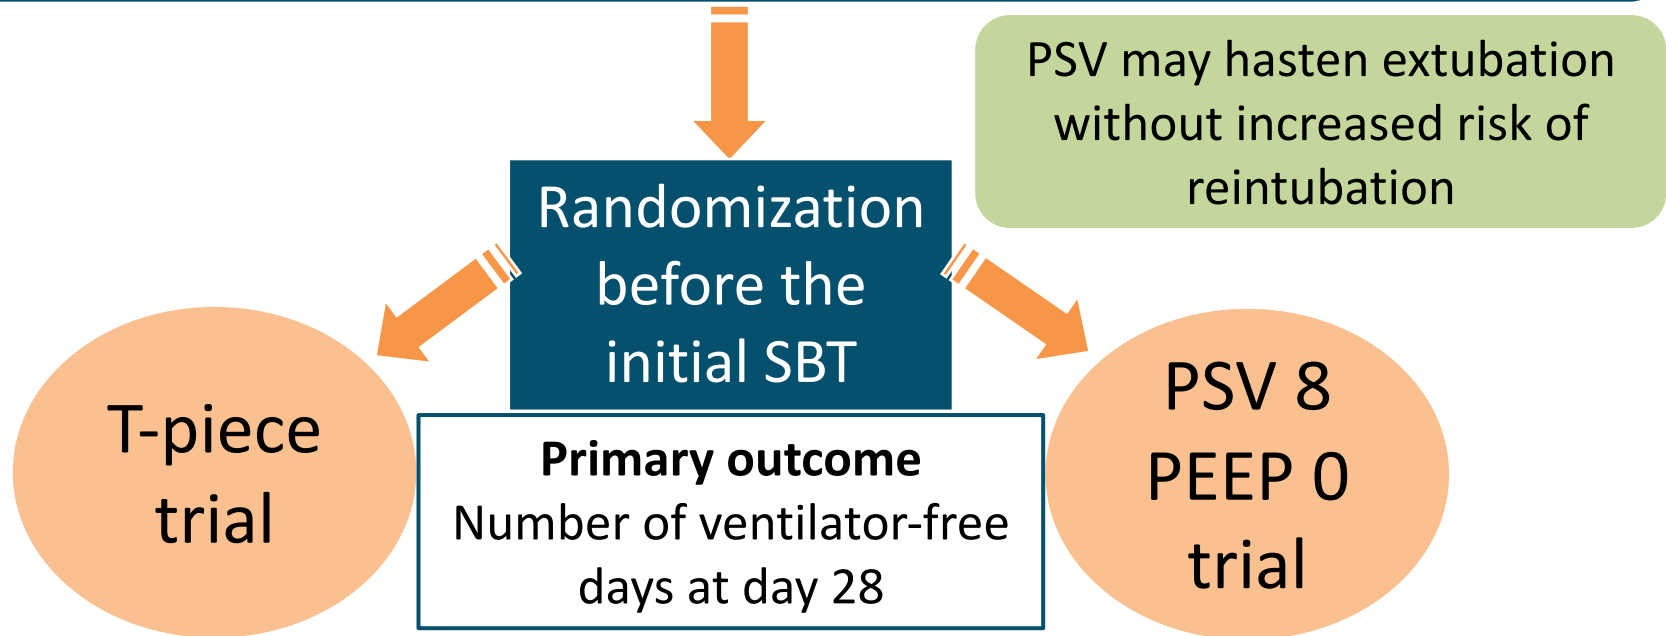 PSV may hasten extubation
without increased risk of
reintubation
Randomization
before the
initial SBT
T-piece
trial
Primary outcome
Number of ventilator-free
days at day 28
PSV 8
PEEP 0
trial